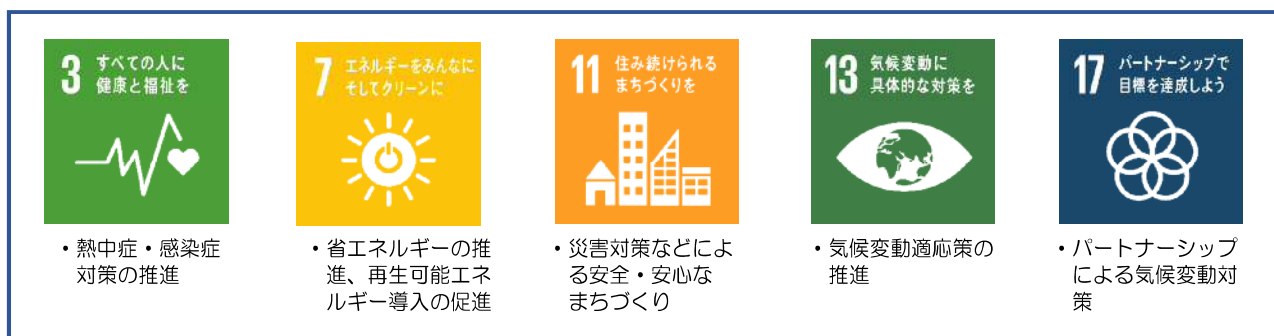 3 すべての人に
健康と福祉を
7 エネルギーをみんなに
そしてクリーンに
11 住み続けられる
まちづくりを
13 気候変動に
具体的な対策を
17 パートナーシップで
目標を達成しよう
・熱中症・感染症
対策の推進
・省エネルギーの推
進、再生可能エネ
ルギー導入の促進
・災害対策などによ
る安全・安心な
まちづくり
・気候変動適応策の
推進
・パートナーシップ
による気候変動対
策